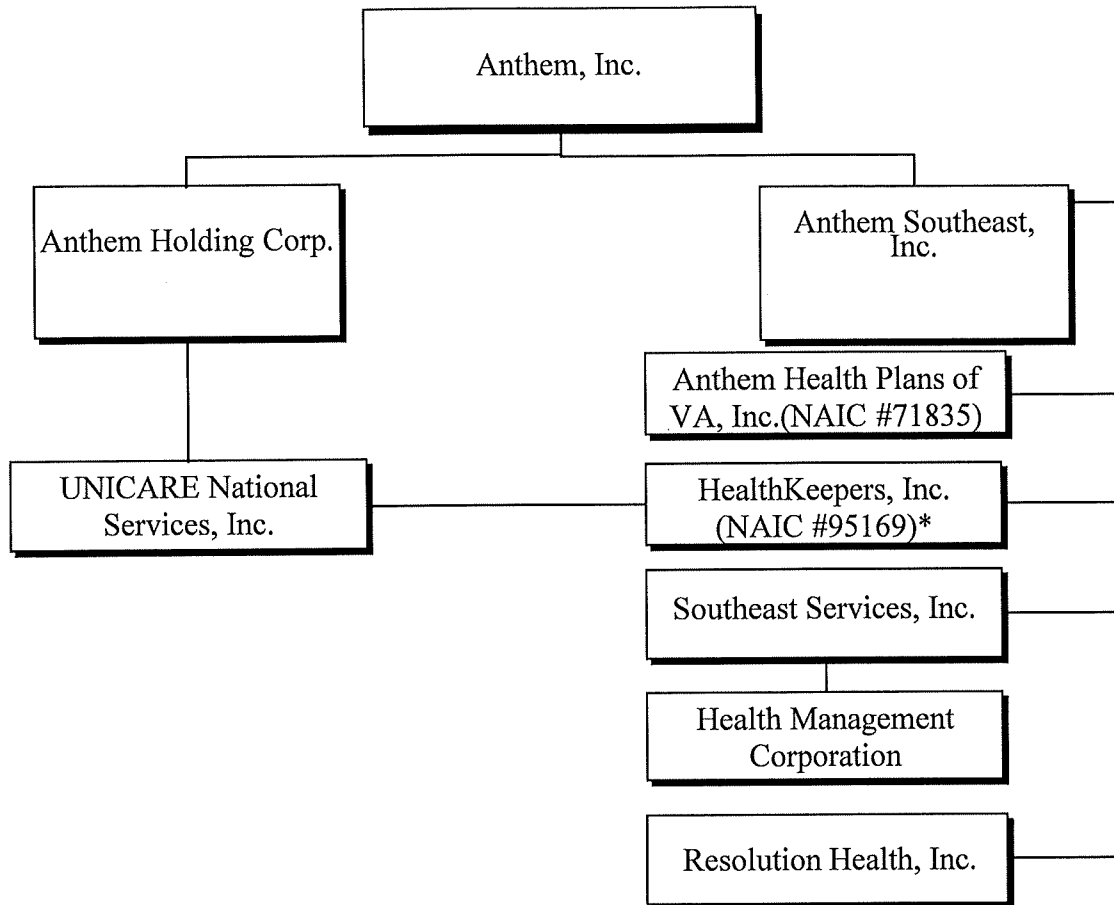 Anthem, Inc.
Anthem Holding Corp.
Anthem Southeast,
Inc.
Anthem Health Plans of
VA, Inc.(NAIC #71835)
UNICARE National
Services, Inc.
HealthKeepers, Inc.
(NAIC #95169)*
Southeast Services, Inc.
Health Management
Corporation
Resolution Health, Inc.